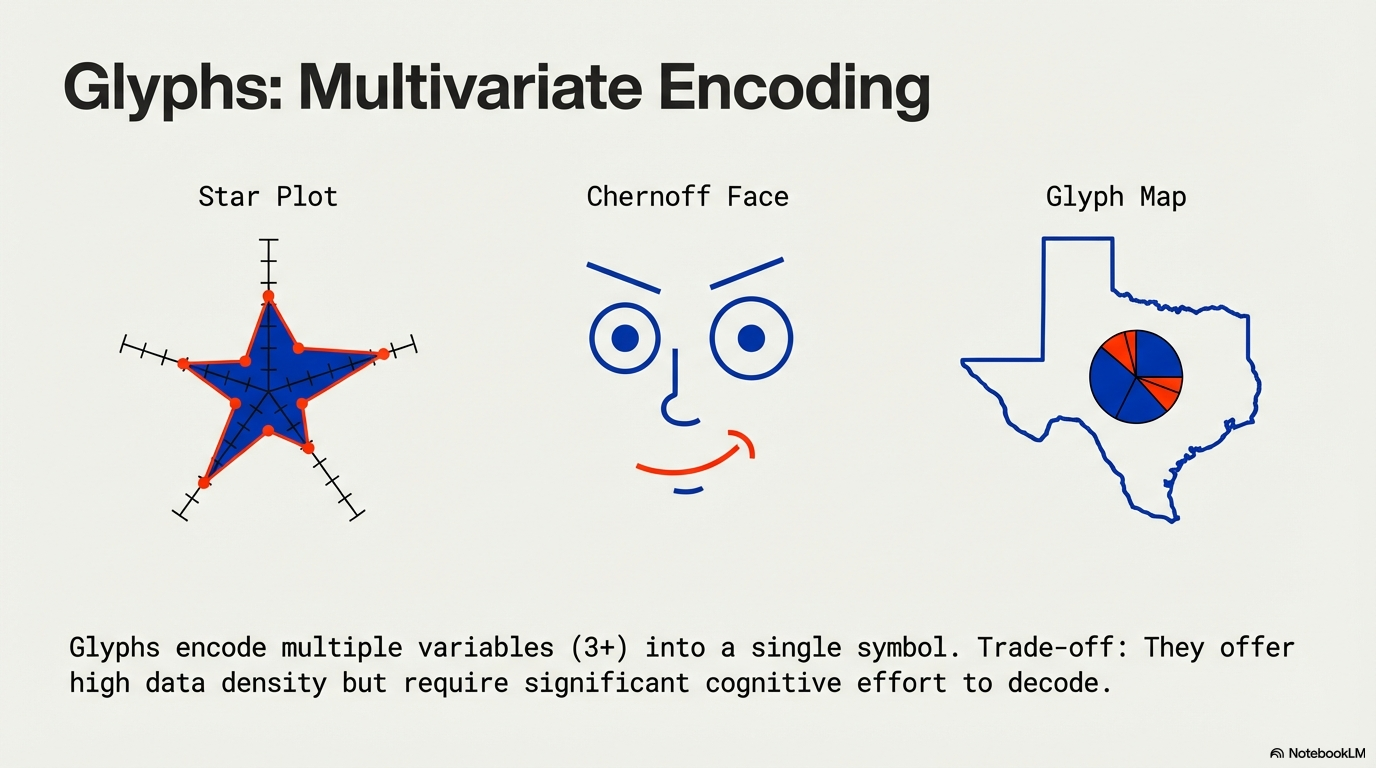 Glyphs: Multivariate Encoding
Star Plot
Chernoff Face
Glyph Map
Glyphs encode multiple variables (3+) into a single symbol. Trade-off: They offer
high data density but require significant cognitive effort to decode.
NotebookLM